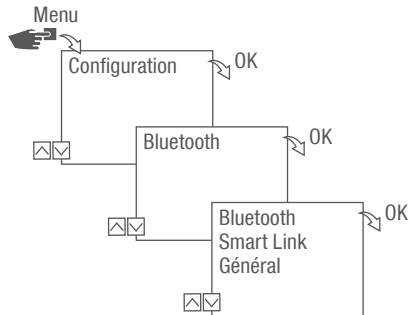 Menu
Configuration
OK
Bluetooth
OK
Bluetooth
Smart Link
Général
OK